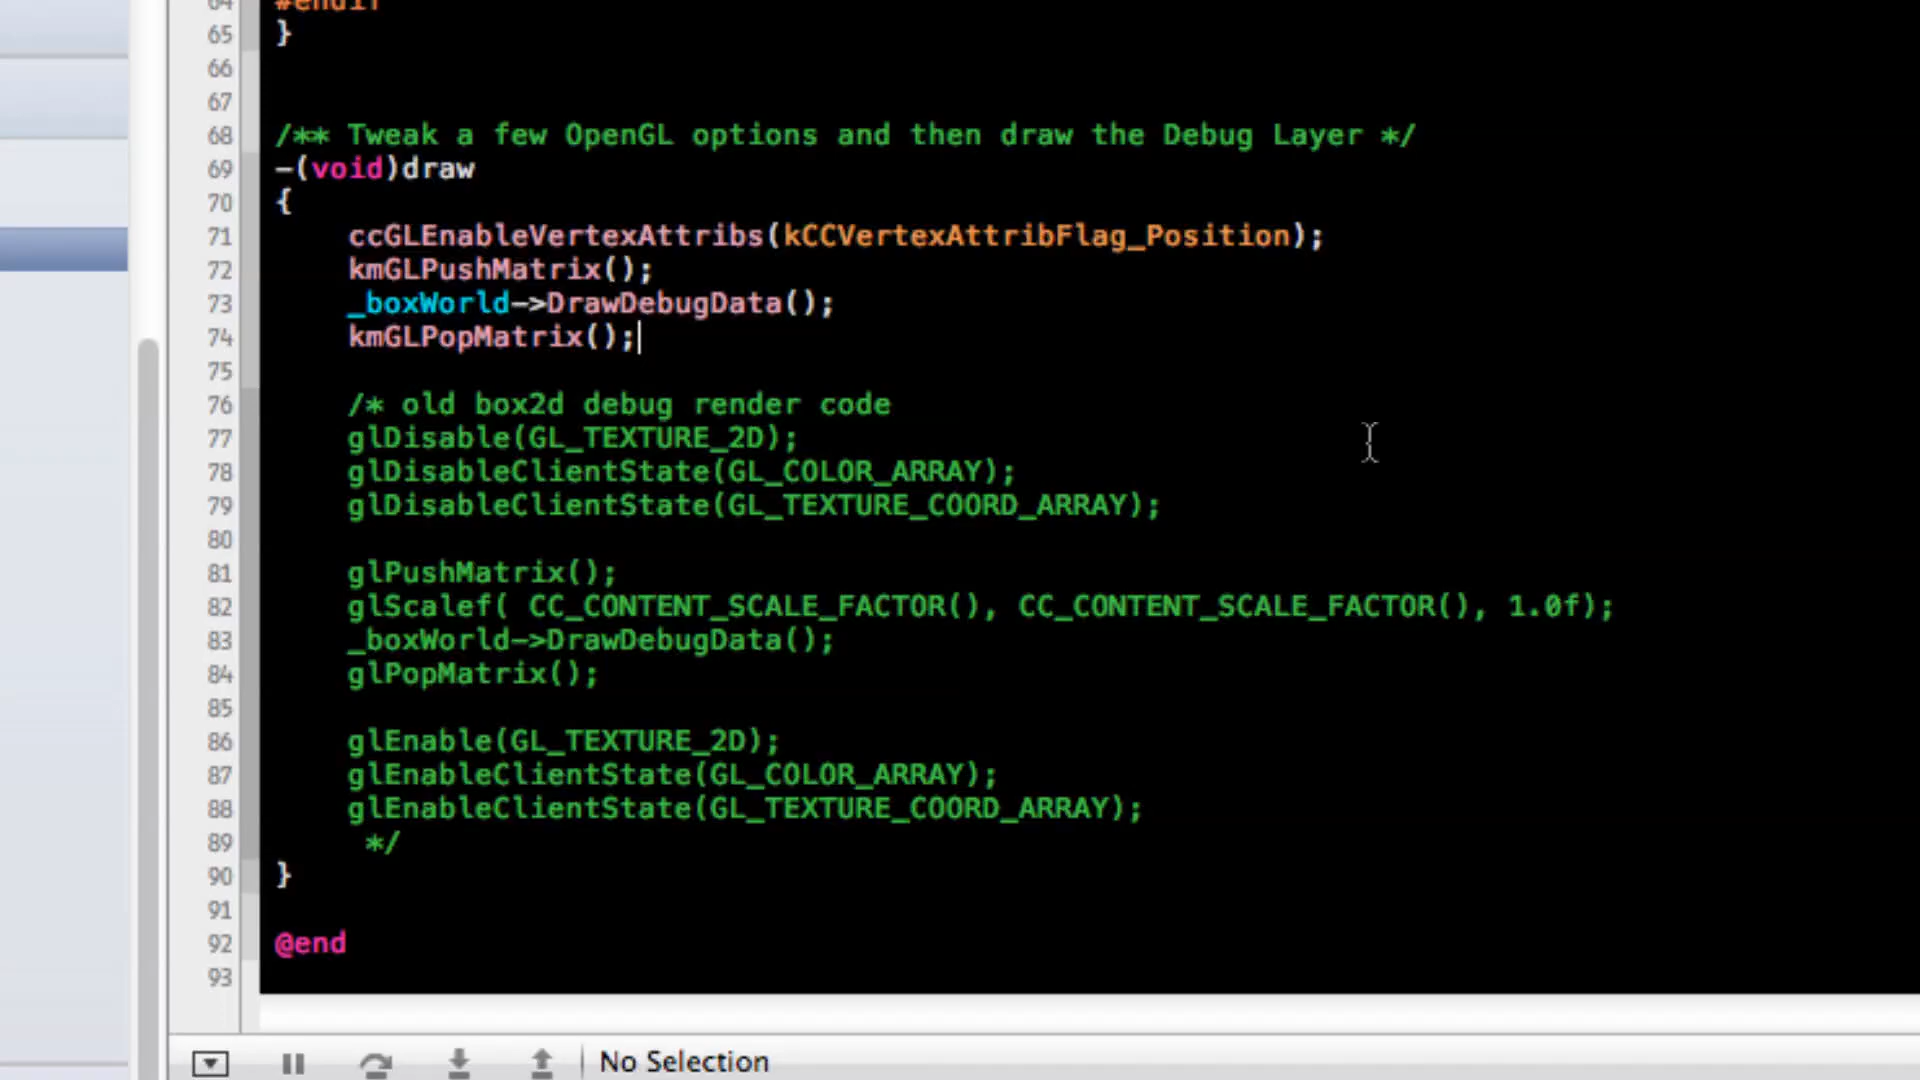 64 #endif
65 }
66
67
68 /** Tweak a few OpenGL options and then draw the Debug Layer */
69 -(void)draw
70 {
71 ccGLEnableVertexAttribs(kCCVertexAttribFlag_Position);
72 kmGLPushMatrix();
73 _boxWorld->DrawDebugData();
74 kmGLPopMatrix();
75
76 /* old box2d debug render code
77 glDisable(GL_TEXTURE_2D);
78 glDisableClientState(GL_COLOR_ARRAY);
79 glDisableClientState(GL_TEXTURE_COORD_ARRAY);
80
81 glPushMatrix();
82 glScalef( CC_CONTENT_SCALE_FACTOR(), CC_CONTENT_SCALE_FACTOR(), 1.0f);
83 _boxWorld->DrawDebugData();
84 glPopMatrix();
85
86 glEnable(GL_TEXTURE_2D);
87 glEnableClientState(GL_COLOR_ARRAY);
88 glEnableClientState(GL_TEXTURE_COORD_ARRAY);
89 */
90 }
91
92 @end
93
No Selection